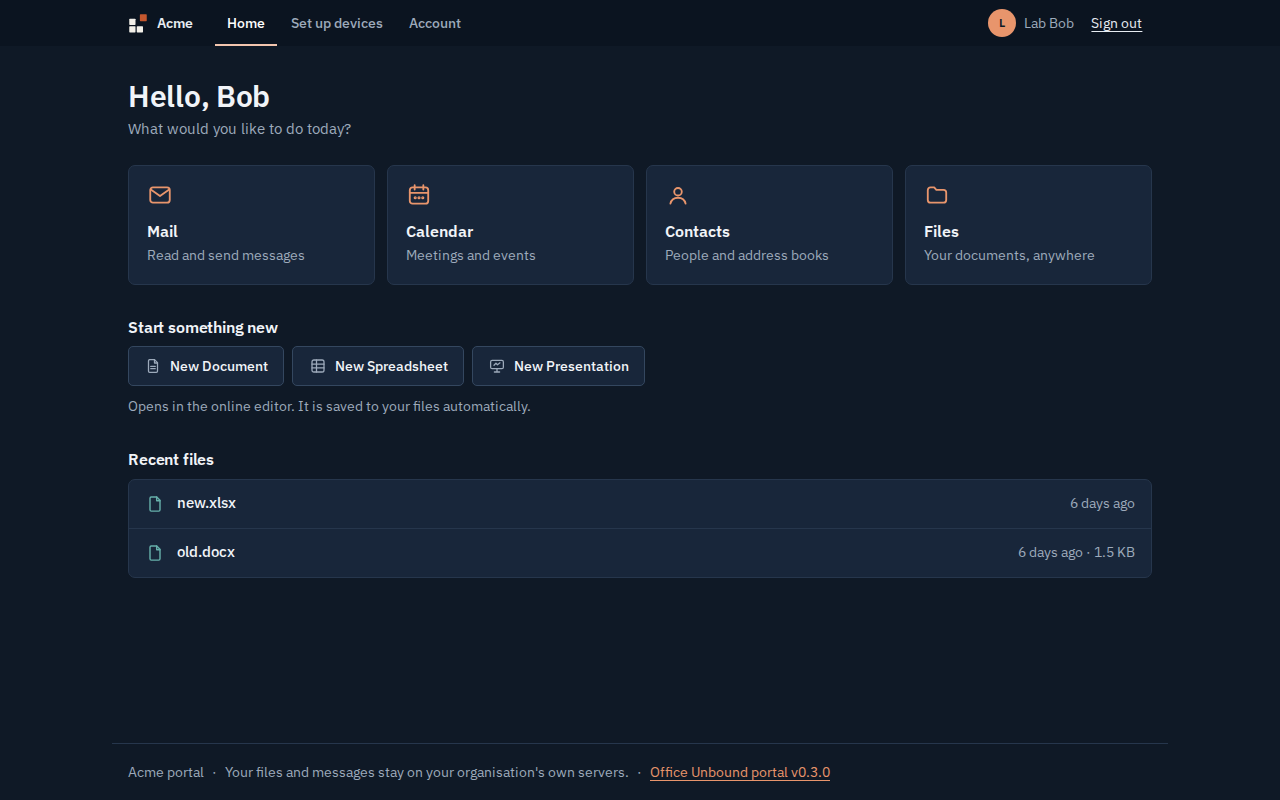 Acme Home Set up devices Account L Lab Bob Sign out
Hello, Bob
What would you like to do today?
Mail Calendar Contacts Files
Read and send messages Meetings and events People and address books Your documents, anywhere
Start something new
New Document New Spreadsheet New Presentation
Opens in the online editor. It is saved to your files automatically.
Recent files
new.xlsx 6 days ago
old.docx 6 days ago · 1.5 KB
Acme portal · Your files and messages stay on your organisation's own servers. · Office Unbound portal v0.3.0